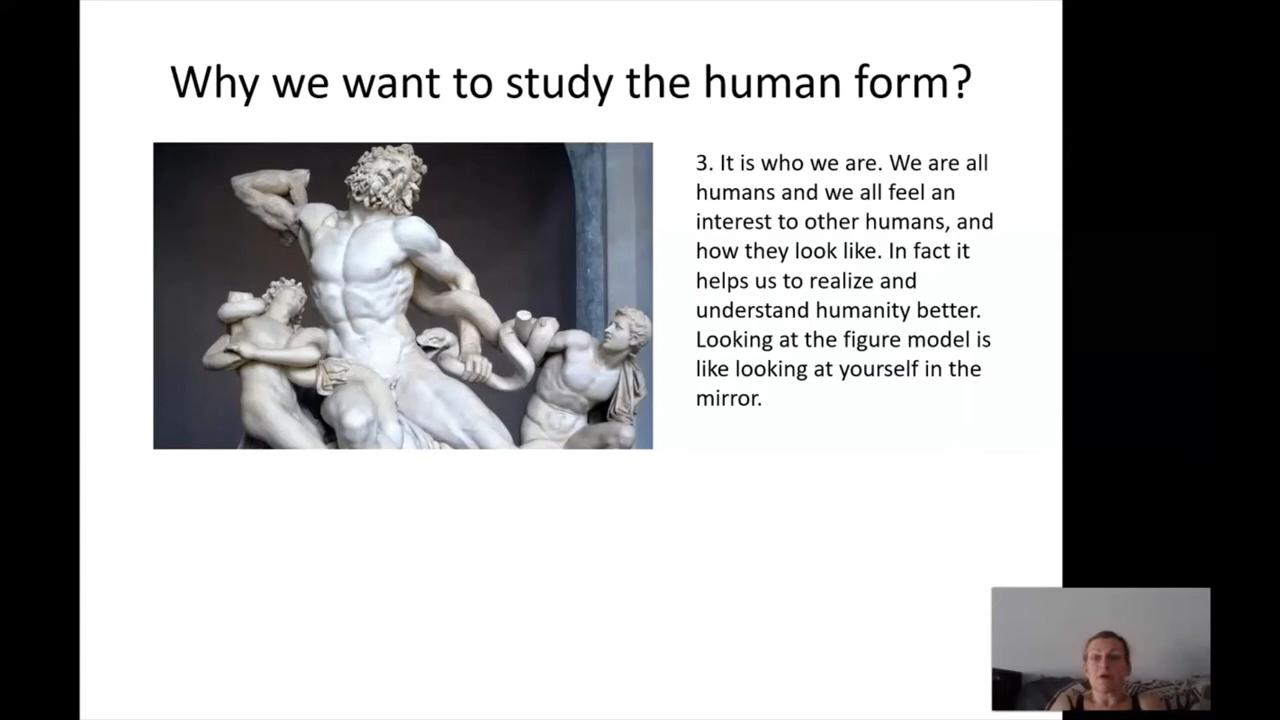 Why we want to study the human form?
3. It is who we are. We are all
humans and we all feel an
interest to other humans, and
how they look like. In fact it
helps us to realize and
understand humanity better.
Looking at the figure model is
like looking at yourself in the
mirror.